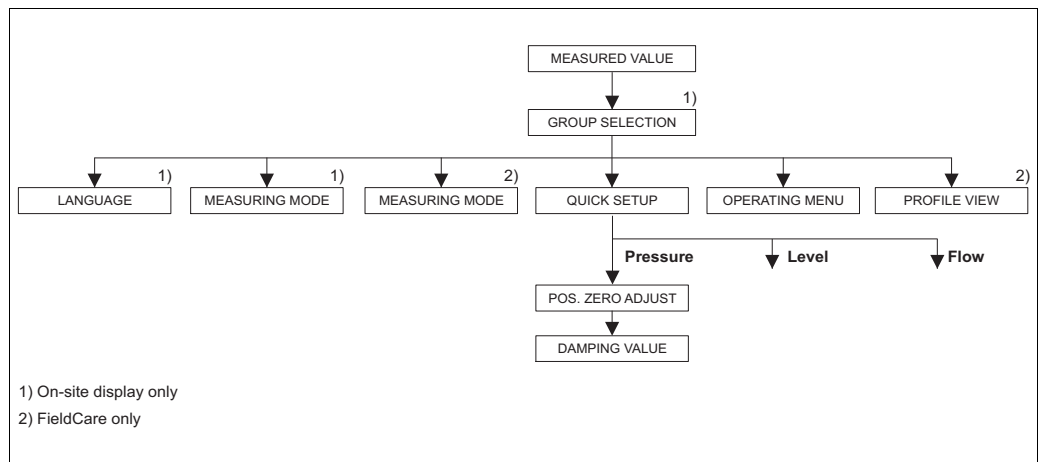 MEASURED VALUE
1)
GROUP SELECTION
1) 1) 2) 2)
LANGUAGE MEASURING MODE MEASURING MODE QUICK SETUP OPERATING MENU PROFILE VIEW
Pressure Level Flow
POS. ZERO ADJUST
DAMPING VALUE
1) On-site display only
2) FieldCare only